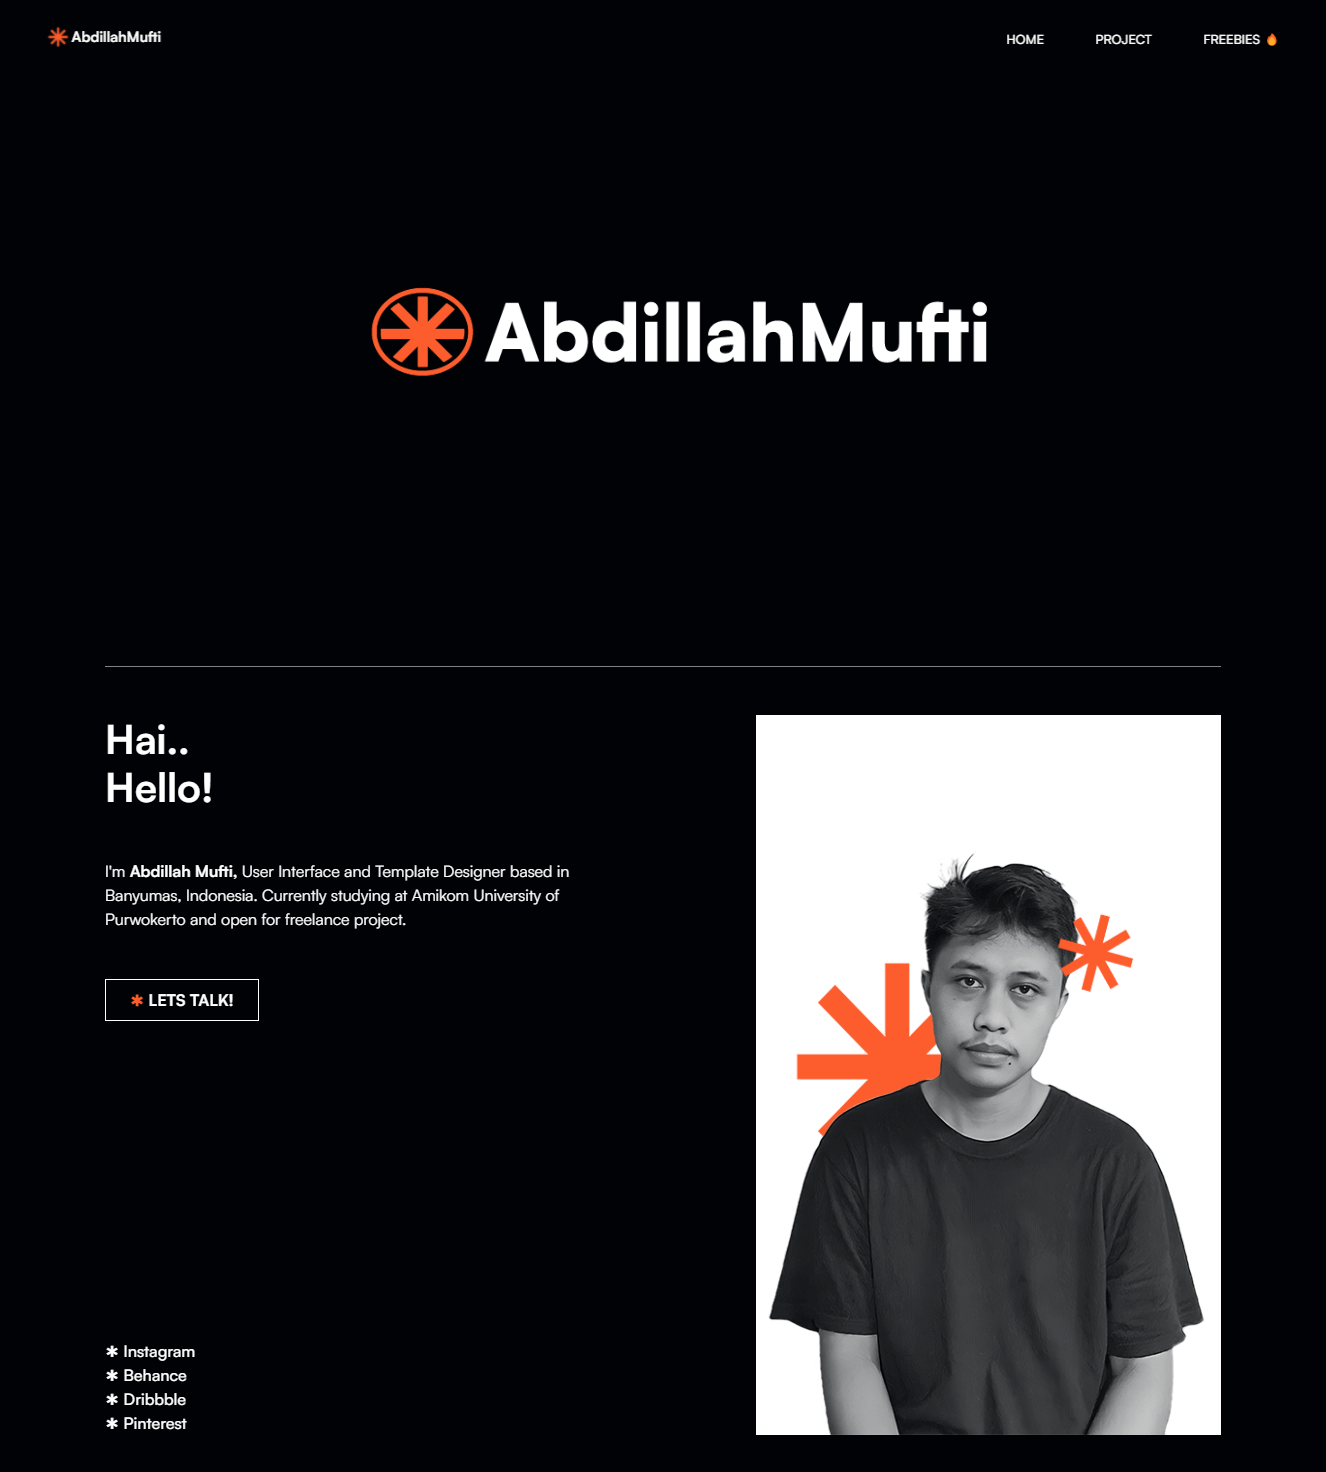 AbdillahMufti
HOME
PROJECT
FREEBIES 🔥
AbdillahMufti
Hai..
Hello!
I'm Abdillah Mufti, User Interface and Template Designer based in
Banyumas, Indonesia. Currently studying at Amikom University of
Purwokerto and open for freelance project.
✱ LETS TALK!
✱ Instagram
✱ Behance
✱ Dribbble
✱ Pinterest